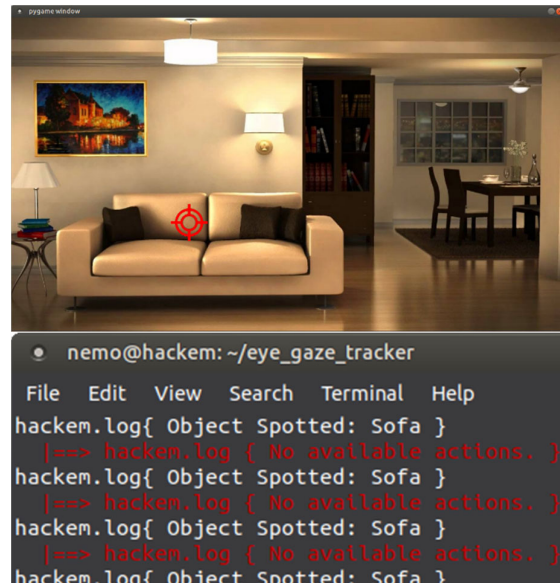 pygame window
nemo@hackem: ~/eye_gaze_tracker
File Edit View Search Terminal Help
hackem.log{ Object Spotted: Sofa }
|==> hackem.log { No available actions. }
hackem.log{ Object Spotted: Sofa }
|==> hackem.log { No available actions. }
hackem.log{ Object Spotted: Sofa }
|==> hackem.log { No available actions. }
hackem.log{ Object Spotted: Sofa }